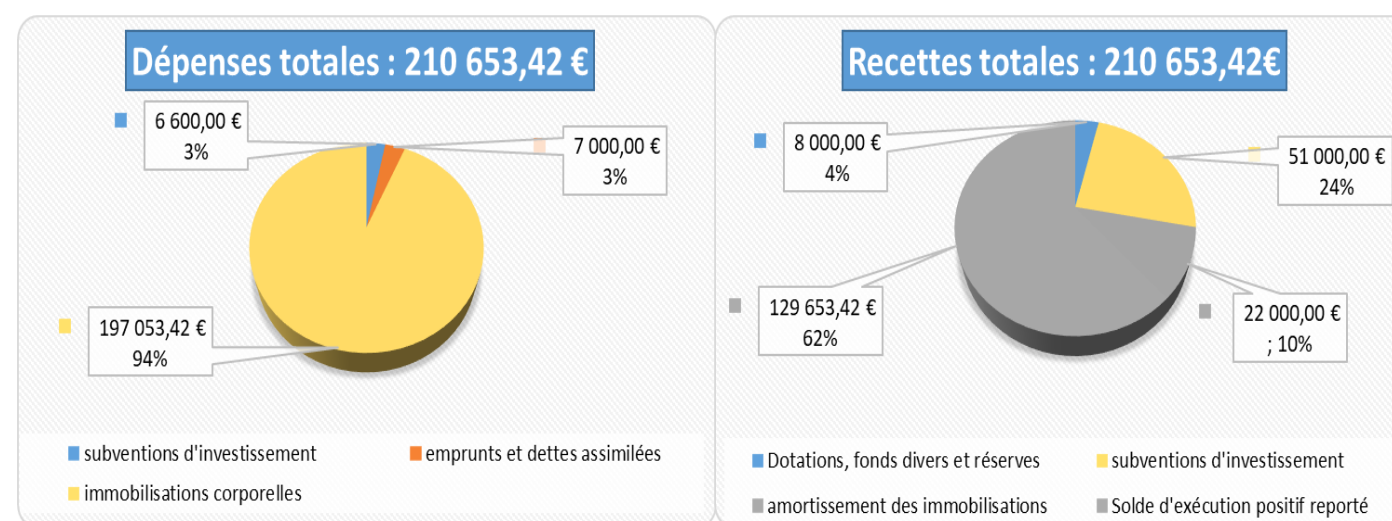 Dépenses totales : 210 653,42 €
6 600,00 €
3%
7 000,00 €
3%
197 053,42 €
94%
subventions d'investissement
emprunts et dettes assimilées
immobilisations corporelles
Recettes totales : 210 653,42€
8 000,00 €
4%
51 000,00 €
24%
129 653,42 €
62%
22 000,00 €
; 10%
Dotations, fonds divers et réserves
subventions d'investissement
amortissement des immobilisations
Solde d'exécution positif reporté